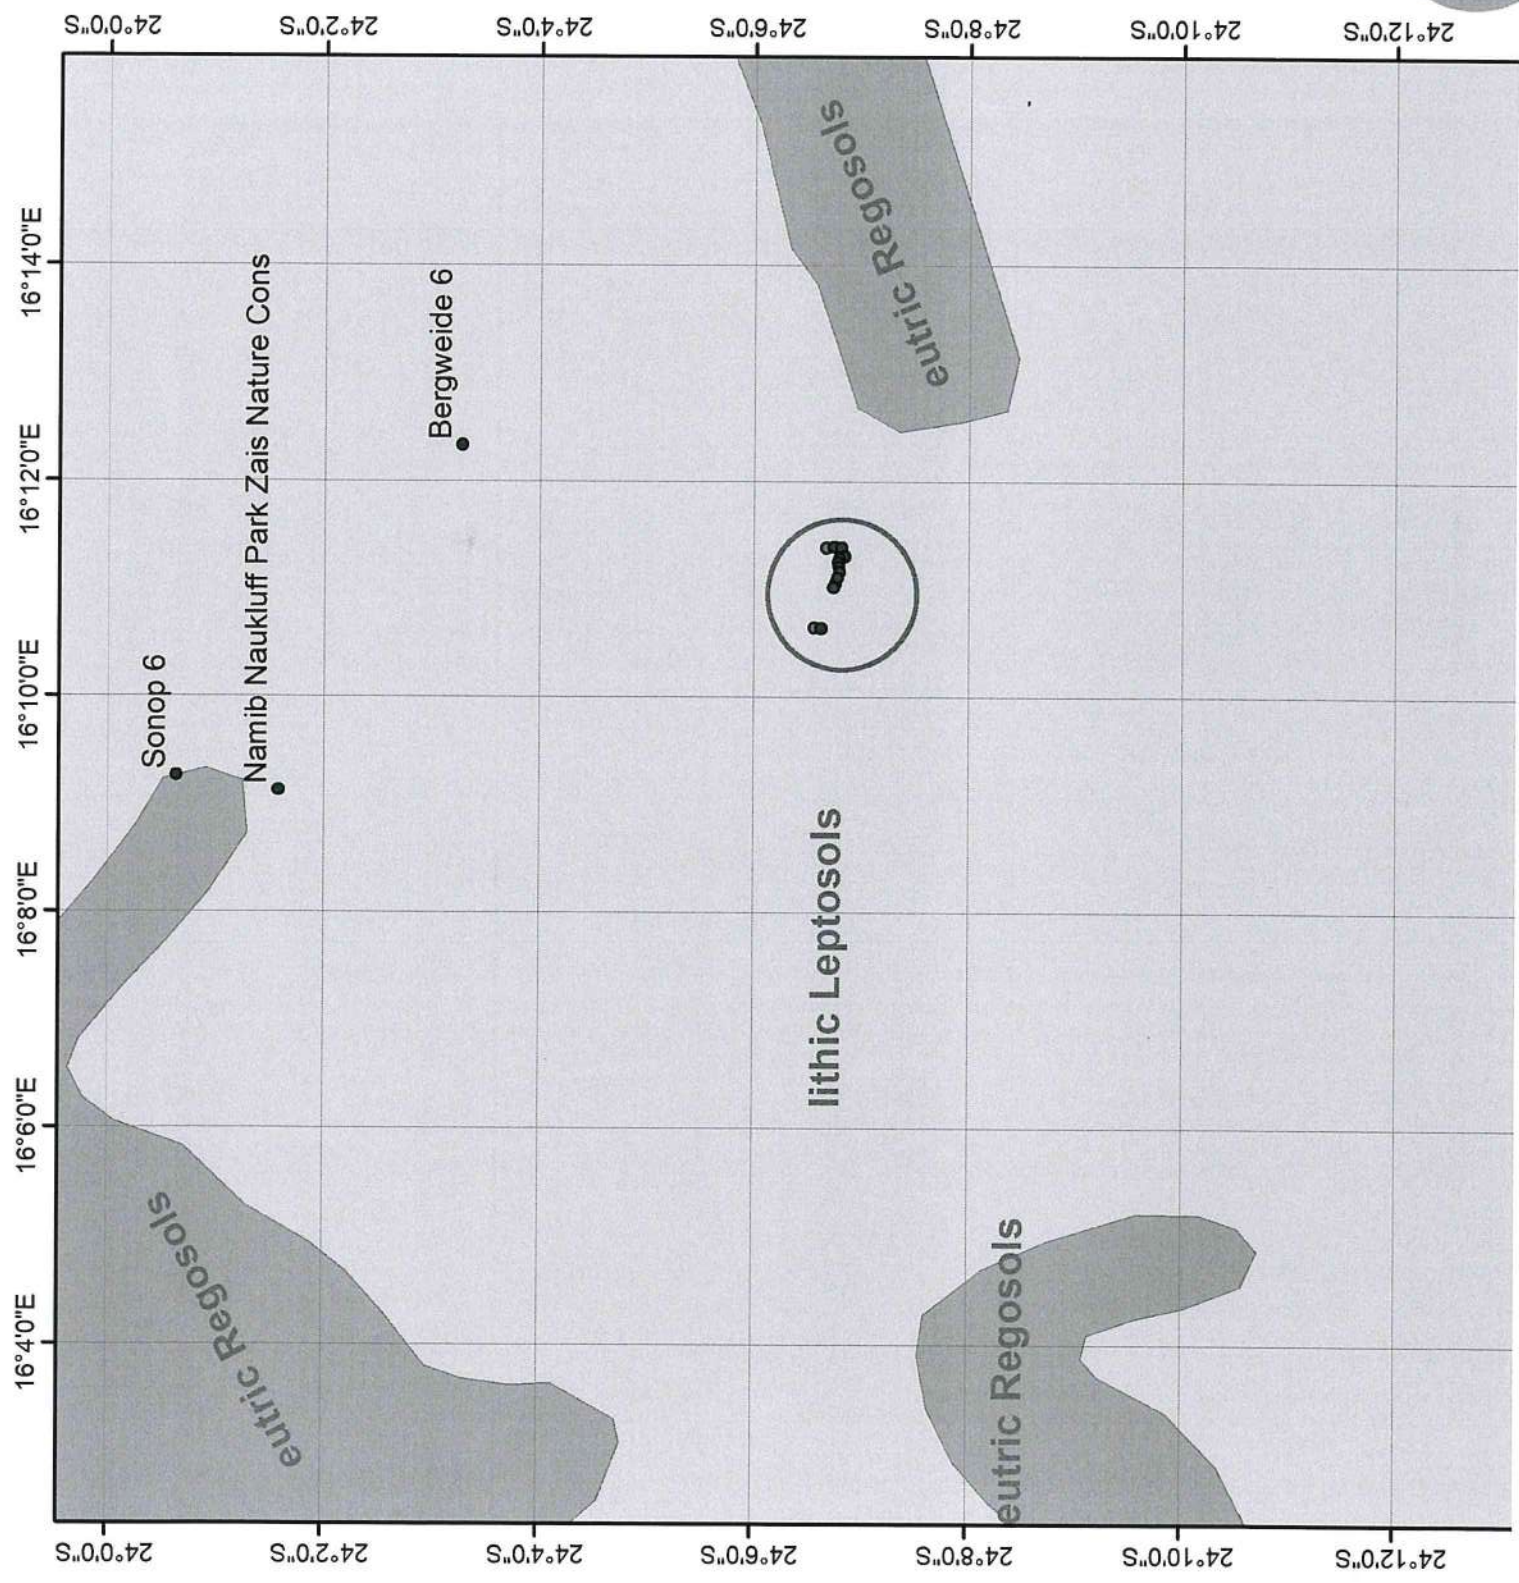 16°4'0"E 16°6'0"E 16°8'0"E 16°10'0"E 16°12'0"E 16°14'0"E
24°0'0"S
24°2'0"S
24°4'0"S
24°6'0"S
24°8'0"S
24°10'0"S
24°12'0"S
eutric Regosols
Sonop 6
Namib Naukluff Park Zais Nature Cons
Bergweide 6
lithic Leptosols
eutric Regosols
eutric Regosols
24°0'0"S
24°2'0"S
24°4'0"S
24°6'0"S
24°8'0"S
24°10'0"S
24°12'0"S